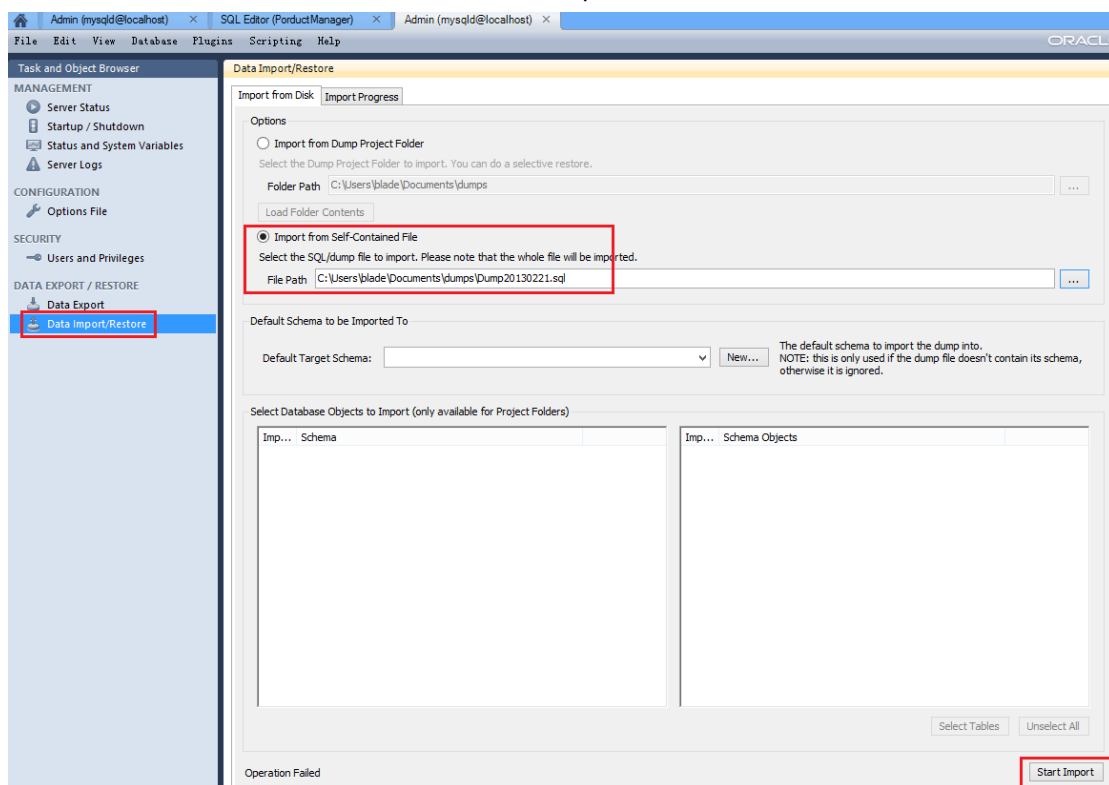 Admin (mysqld@localhost) × SQL Editor (PorductManager) × Admin (mysqld@localhost) ×
File Edit View Database Plugins Scripting Help
ORACL
Task and Object Browser
MANAGEMENT
Server Status
Startup / Shutdown
Status and System Variables
Server Logs
CONFIGURATION
Options File
SECURITY
Users and Privileges
DATA EXPORT / RESTORE
Data Export
Data Import/Restore
Data Import/Restore
Import from Disk Import Progress
Options
Import from Dump Project Folder
Select the Dump Project Folder to import. You can do a selective restore.
Folder Path C:\Users\blade\Documents\dumps ...
Load Folder Contents
Import from Self-Contained File
Select the SQL/dump file to import. Please note that the whole file will be imported.
File Path C:\Users\blade\Documents\dumps\Dump20130221.sql ...
Default Schema to be Imported To
Default Target Schema: New...
The default schema to import the dump into.
NOTE: this is only used if the dump file doesn't contain its schema,
otherwise it is ignored.
Select Database Objects to Import (only available for Project Folders)
Imp... Schema
Imp... Schema Objects
Select Tables Unselect All
Operation Failed
Start Import